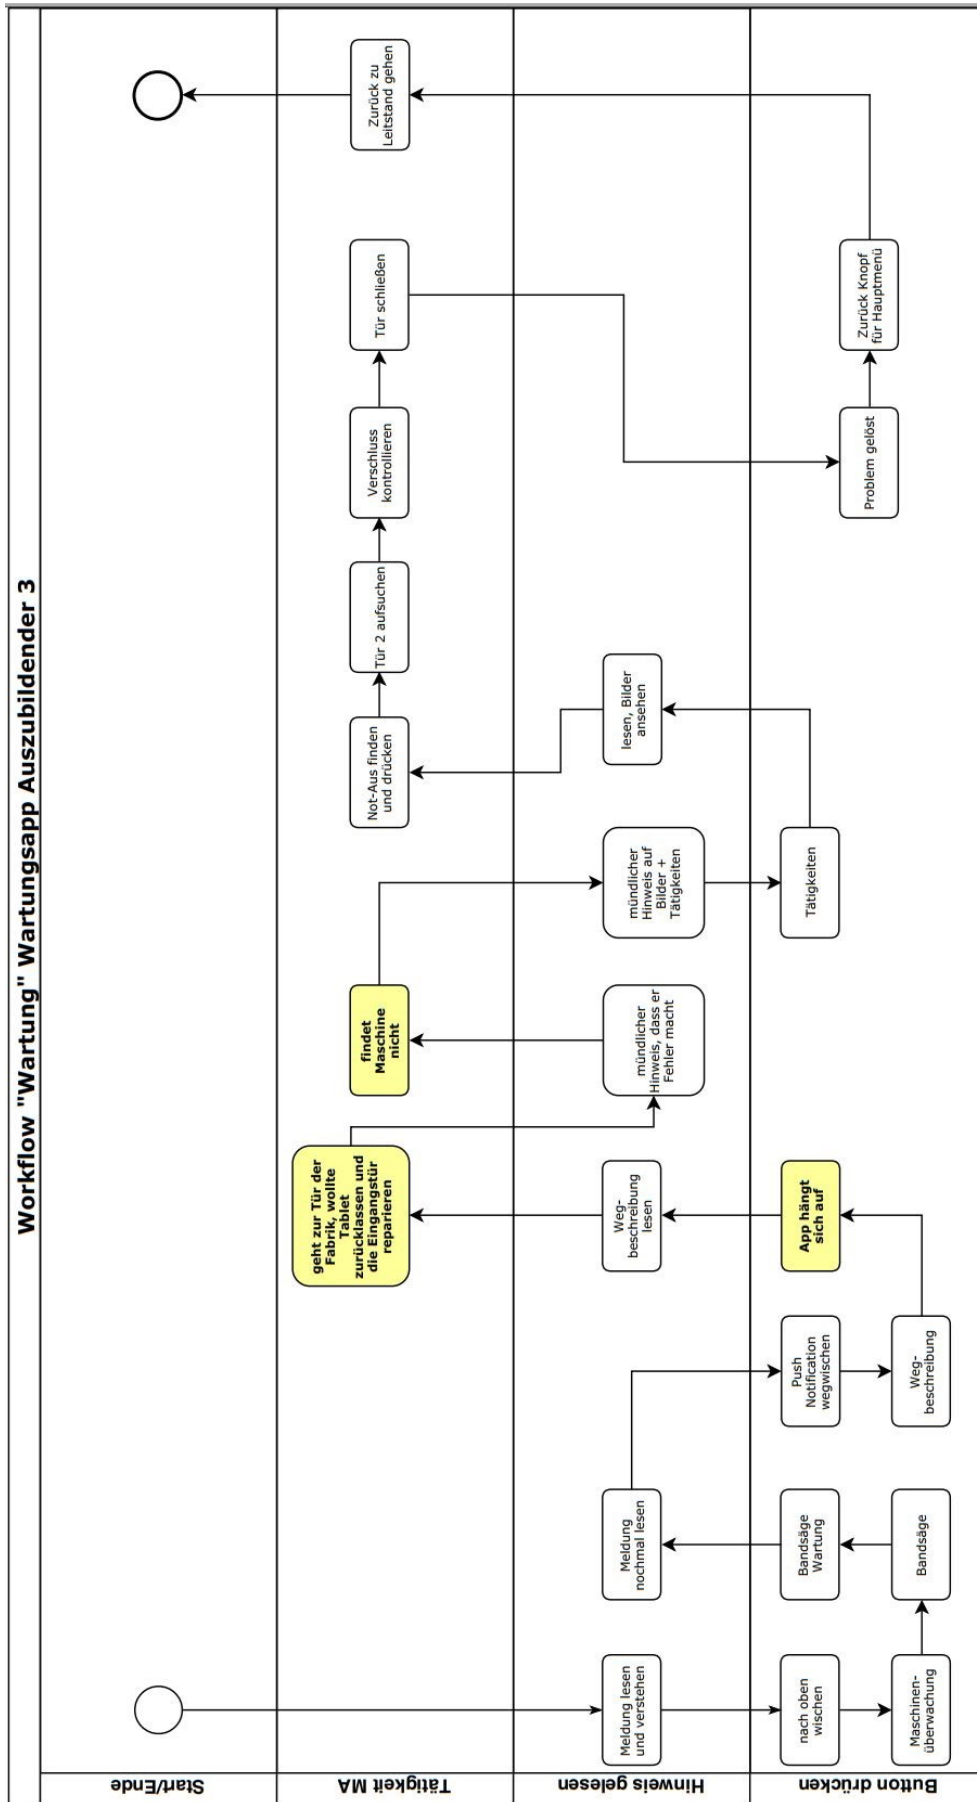 Workflow "Wartung" Wartungsapp Auszubildender 3
Start/Ende
Tätigkeit MA
Zurück zu
Leitstand gehen
Tür schließen
Verschluss
kontrollieren
Tür 2 aufsuchen
Not-Aus finden
und drücken
findet
Maschine
nicht
geht zur Tür der
Fabrik, wollte
Tablet
zurücklassen und
die Eingangstür
reparieren
Hinweis gelesen
Meldung lesen
und verstehen
Meldung
nochmal lesen
Weg-
beschreibung
lesen
mündlicher
Hinweis, dass er
Fehler macht
mündlicher
Hinweis auf
Bilder +
Tätigkeiten
lesen, Bilder
ansehen
Button drücken
nach oben
wischen
Maschinen-
überwachung
Bandsäge
Bandsäge
Wartung
Push
Notification
wegwischen
Weg-
beschreibung
App hängt
sich auf
Tätigkeiten
Problem gelöst
Zurück Knopf
für Hauptmenü